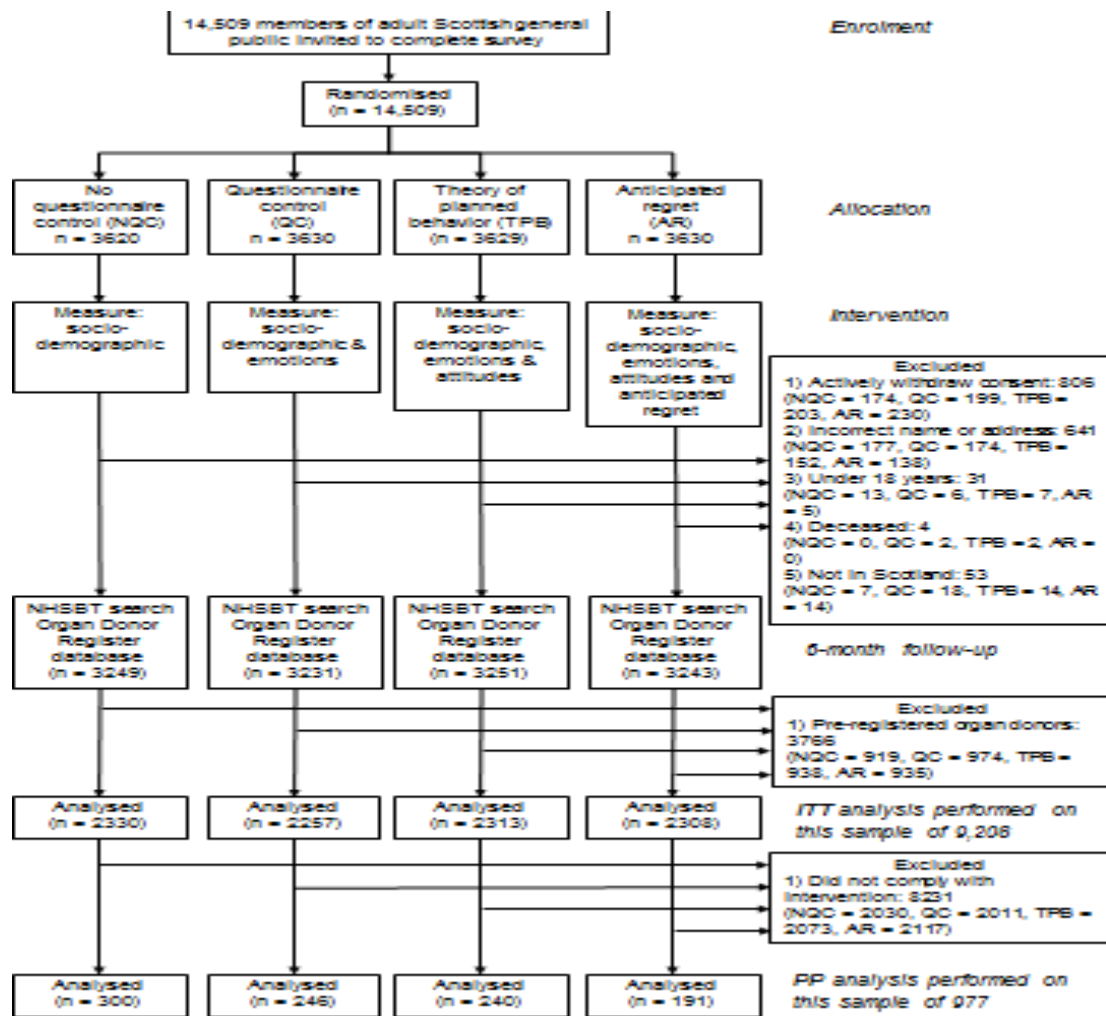 14,509 members of adult Scottish general
public invited to complete survey
Enrolment
Randomised
(n = 14,509)
No
questionnaire
control (NQC)
n = 3620
Questionnaire
control
(QC)
n = 3630
Theory of
planned
behavior (TPB)
(n = 3629)
Anticipated
regret
(AR)
n = 3630
Allocation
Measure:
socio-
demographic
Measure:
socio-
demographic &
emotions
Measure:
socio-
demographic,
emotions &
attitudes
Measure:
socio-
demographic,
emotions,
attitudes and
anticipated
regret
Intervention
Excluded
1) Actively withdraw consent: 806
(NQC = 174, QC = 199, TPB =
203, AR = 230)
2) Incorrect name or address: 641
(NQC = 177, QC = 174, TPB =
152, AR = 138)
3) Under 18 years: 31
(NQC = 13, QC = 6, TPB = 7, AR
= 5)
4) Deceased: 4
(NQC = 0, QC = 2, TPB = 2, AR =
0)
5) Not in Scotland: 53
(NQC = 7, QC = 18, TPB = 14, AR
= 14)
NHSBT search
Organ Donor
Register
database
(n = 3249)
NHSBT search
Organ Donor
Register
database
(n = 3231)
NHSBT search
Organ Donor
Register
database
(n = 3251)
NHSBT search
Organ Donor
Register
database
(n = 3243)
6-month follow-up
Excluded
1) Pre-registered organ donors:
3766
(NQC = 919, QC = 974, TPB =
938, AR = 935)
Analysed
(n = 2330)
Analysed
(n = 2257)
Analysed
(n = 2313)
Analysed
(n = 2308)
ITT analysis performed on
this sample of 9,208
Excluded
1) Did not comply with
intervention: 8231
(NQC = 2030, QC = 2011, TPB =
2073, AR = 2117)
Analysed
(n = 300)
Analysed
(n = 246)
Analysed
(n = 240)
Analysed
(n = 191)
PP analysis performed on
this sample of 977